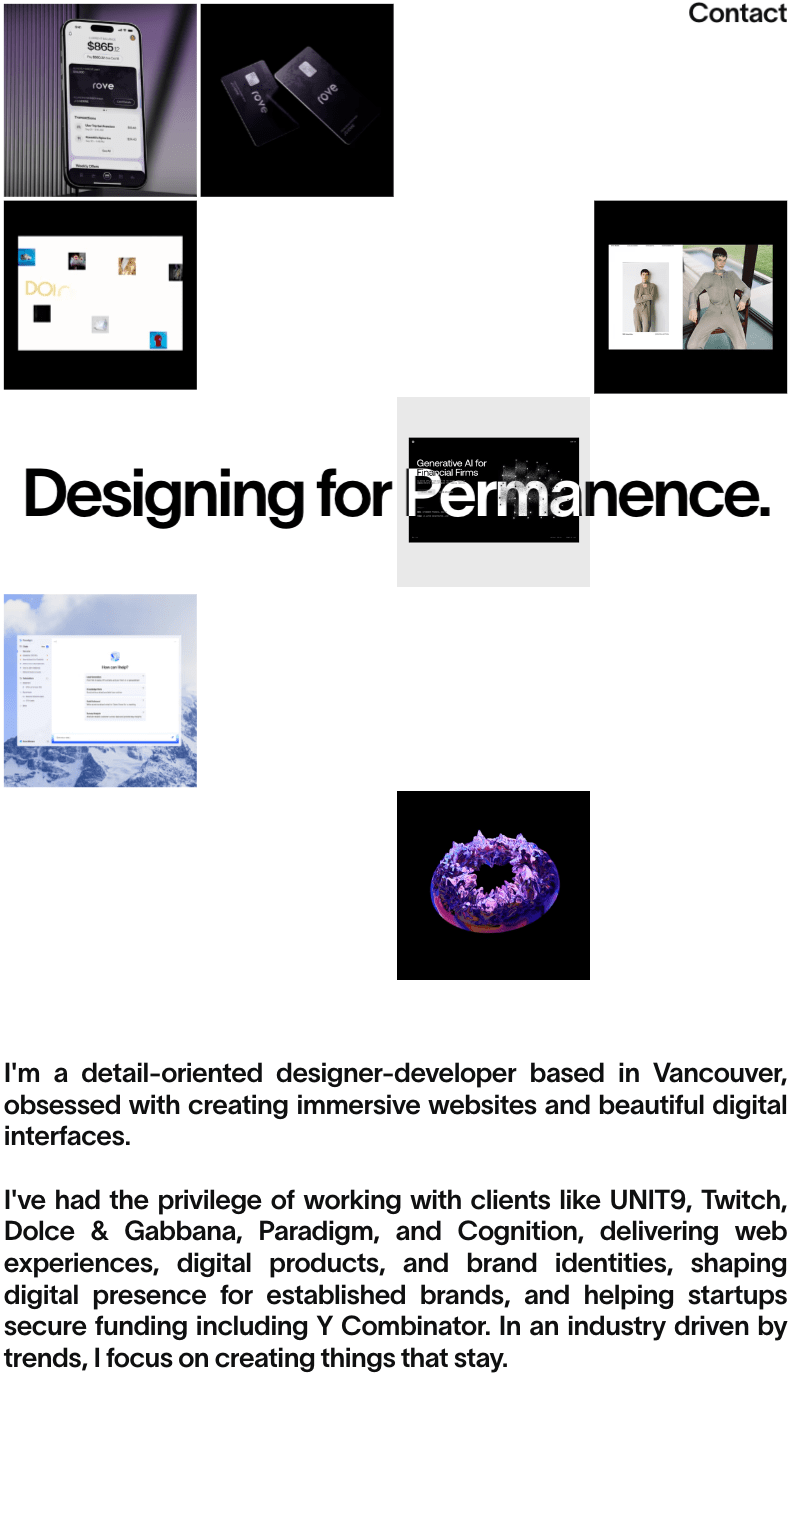 Contact
$865
rove
Transactions
rove
rove
Generative AI for
Financial Firms
Designing for Permanence.
How can I help?
I'm a detail-oriented designer-developer based in Vancouver,
obsessed with creating immersive websites and beautiful digital
interfaces.
I've had the privilege of working with clients like UNIT9, Twitch,
Dolce & Gabbana, Paradigm, and Cognition, delivering web
experiences, digital products, and brand identities, shaping
digital presence for established brands, and helping startups
secure funding including Y Combinator. In an industry driven by
trends, I focus on creating things that stay.